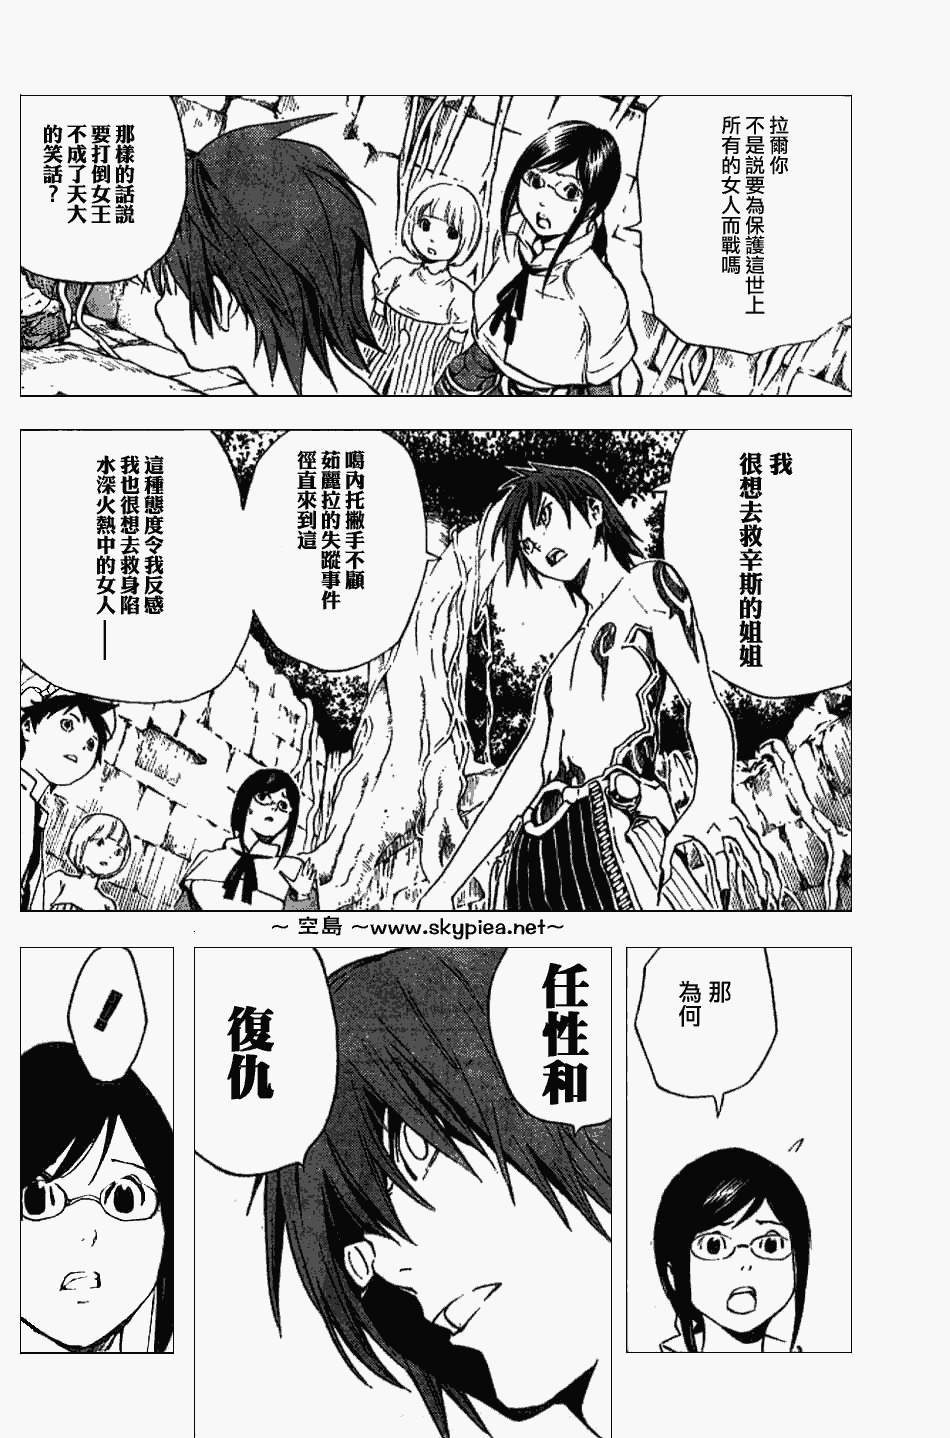 拉爾你
不是説要為保護這世上
所有的女人而戰嗎
那樣的話説
要打倒女王
不成了天大
的笑話？
我
很想去救辛斯的姐姐
噶內托撇手不顧
茹麗拉的失蹤事件
徑直來到這
這種態度令我反感
我也很想去救身陷
水深火熱中的女人——
～ 空島 ～www.skypiea.net～
那
為何
任性和
復仇
！